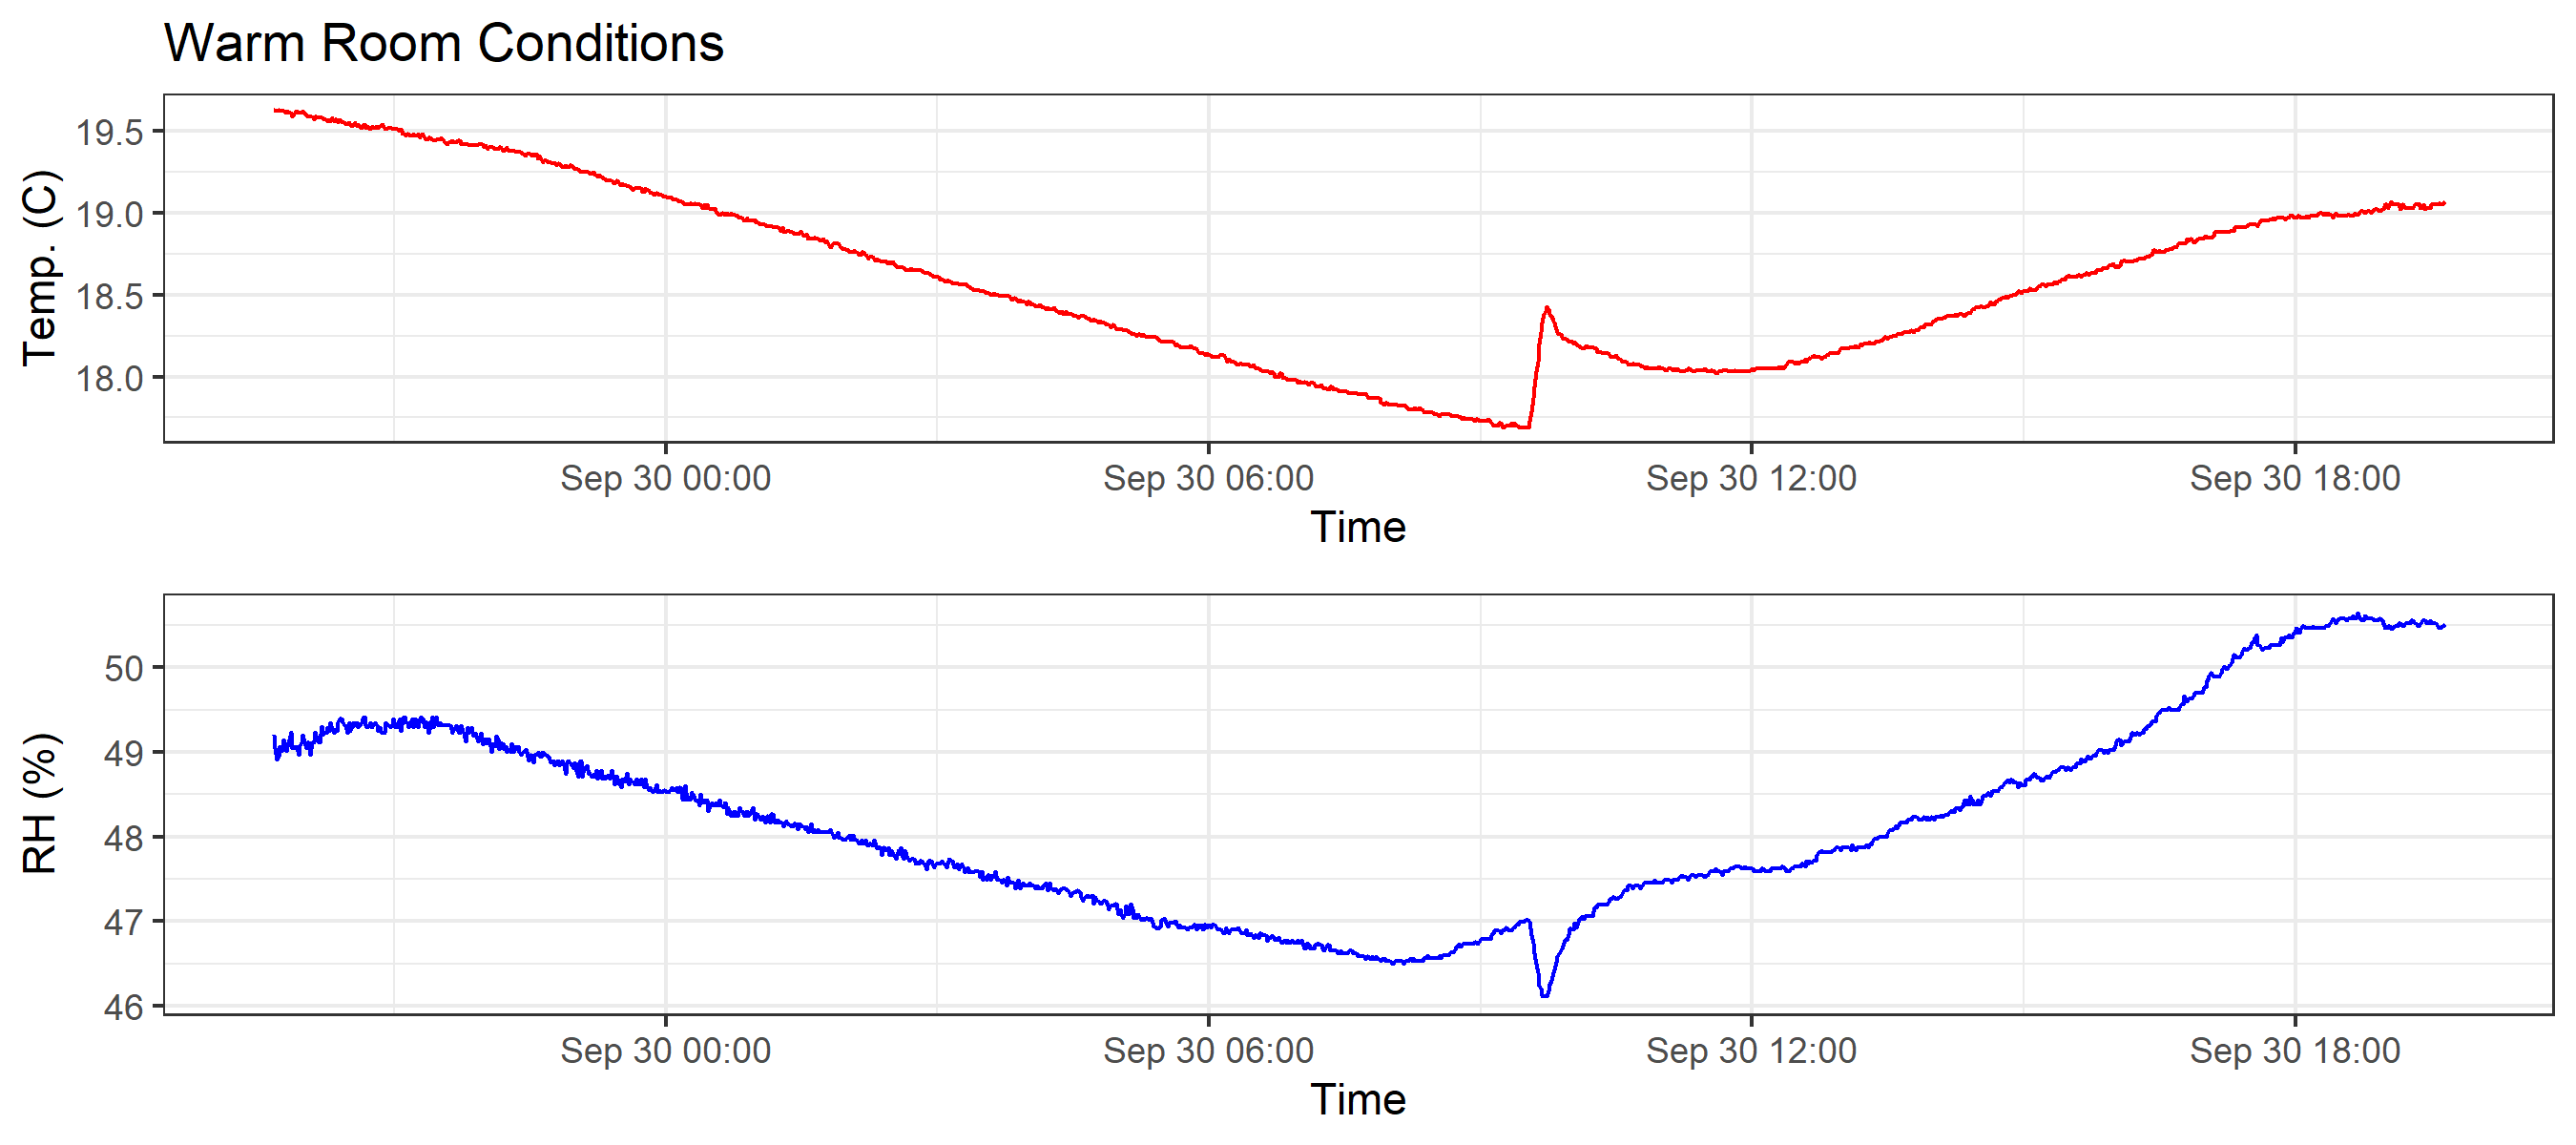 Warm Room Conditions
Temp. (C)
19.5
19.0
18.5
18.0
Sep 30 00:00 Sep 30 06:00 Sep 30 12:00 Sep 30 18:00
Time
RH (%)
50
49
48
47
46
Sep 30 00:00 Sep 30 06:00 Sep 30 12:00 Sep 30 18:00
Time